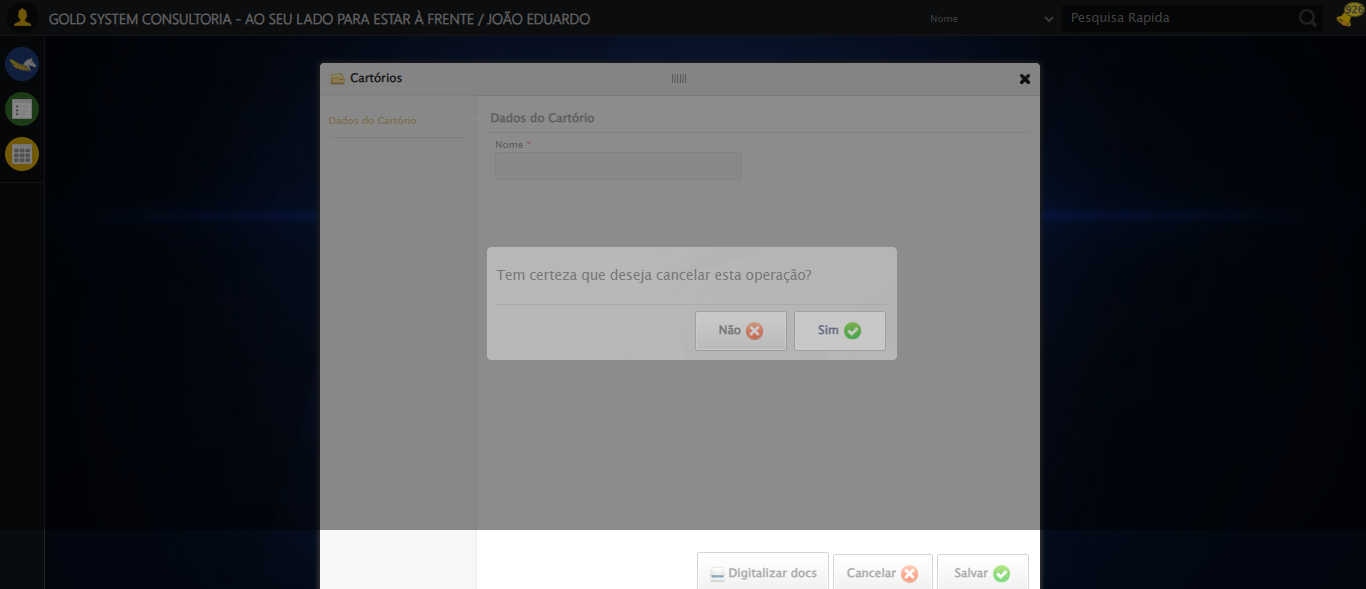 GOLD SYSTEM CONSULTORIA - AO SEU LADO PARA ESTAR À FRENTE / JOÃO EDUARDO
Nome
Pesquisa Rapida
926
Cartórios
Dados do Cartório
Dados do Cartório
Nome *
Tem certeza que deseja cancelar esta operação?
Não
Sim
Digitalizar docs
Cancelar
Salvar